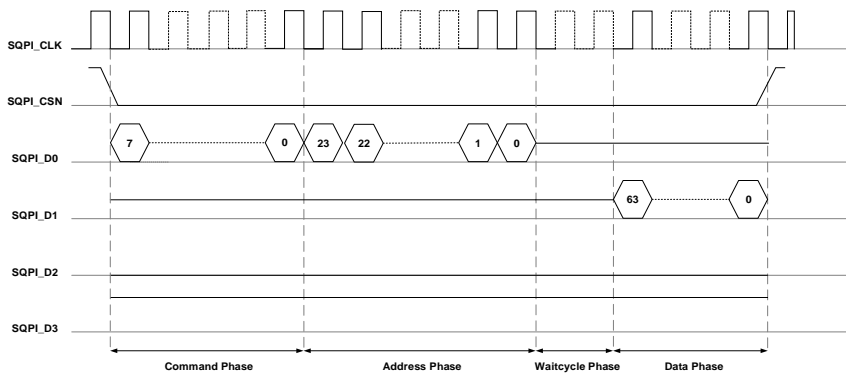 SQPI_CLK
SQPI_CSN
7 0 23 22 1 0
SQPI_D0
63 0
SQPI_D1
SQPI_D2
SQPI_D3
Command Phase Address Phase Waitcycle Phase Data Phase